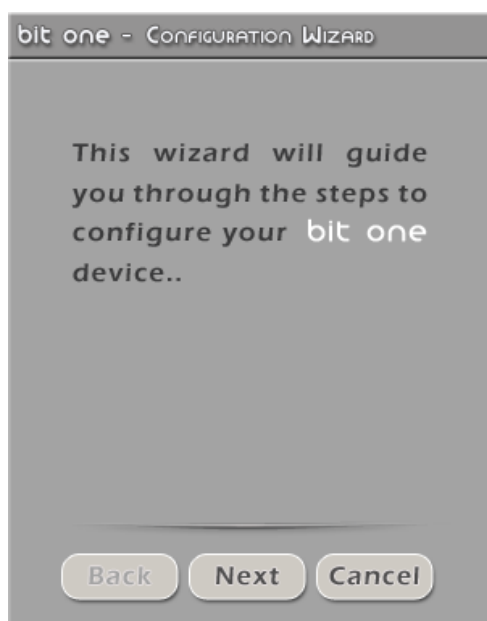 bit one - Configuration Wizard
This wizard will guide
you through the steps to
configure your bit one
device..
Back Next Cancel